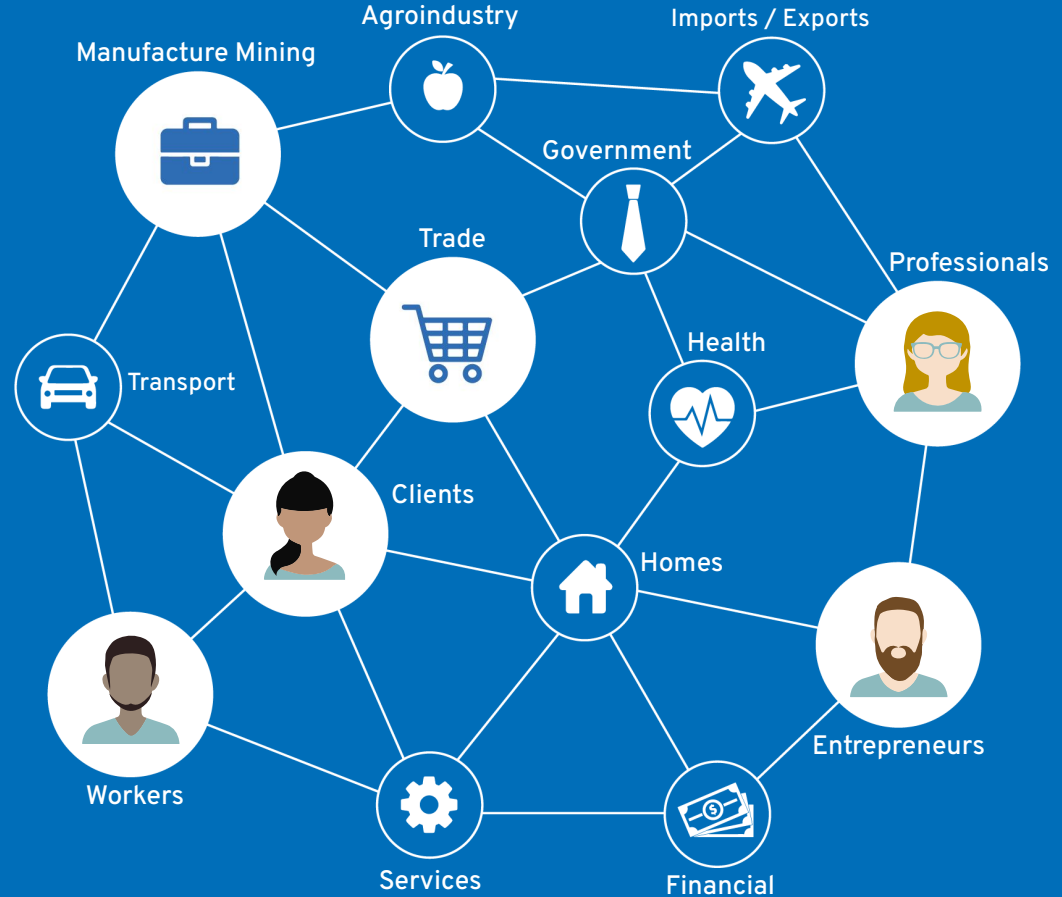 Agroindustry
Imports / Exports
Manufacture Mining
Government
Trade
Professionals
Health
Transport
Clients
Homes
$
Entrepreneurs
Workers
Services
Financial